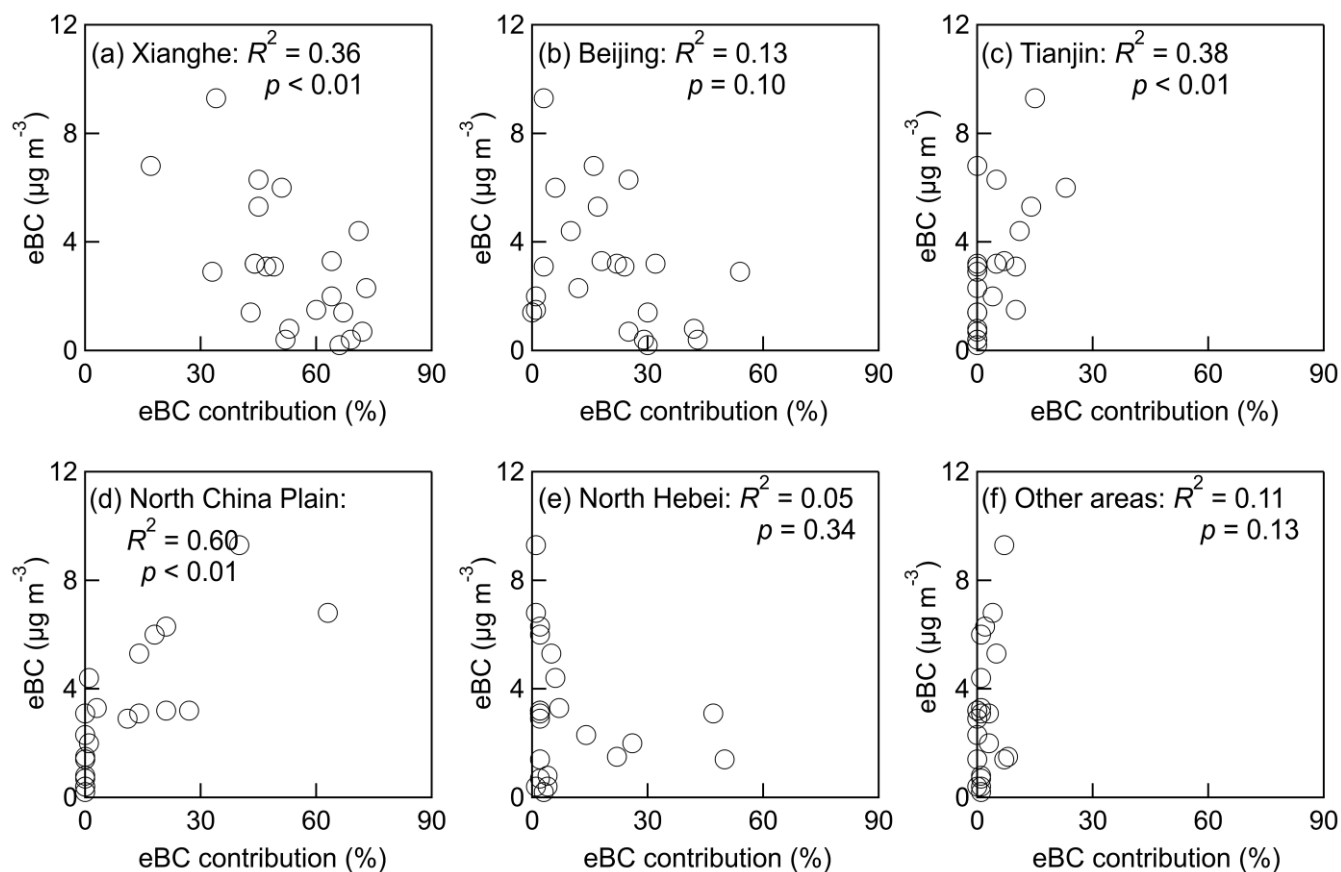 (a) Xianghe: R² = 0.36
p < 0.01
12
8
4
0
eBC (µg m⁻³)
0 30 60 90
eBC contribution (%)
(b) Beijing: R² = 0.13
p = 0.10
12
8
4
0
eBC (µg m⁻³)
0 30 60 90
eBC contribution (%)
(c) Tianjin: R² = 0.38
p < 0.01
12
8
4
0
eBC (µg m⁻³)
0 30 60 90
eBC contribution (%)
(d) North China Plain:
R² = 0.60
p < 0.01
12
8
4
0
eBC (µg m⁻³)
0 30 60 90
eBC contribution (%)
(e) North Hebei: R² = 0.05
p = 0.34
12
8
4
0
eBC (µg m⁻³)
0 30 60 90
eBC contribution (%)
(f) Other areas: R² = 0.11
p = 0.13
12
8
4
0
eBC (µg m⁻³)
0 30 60 90
eBC contribution (%)